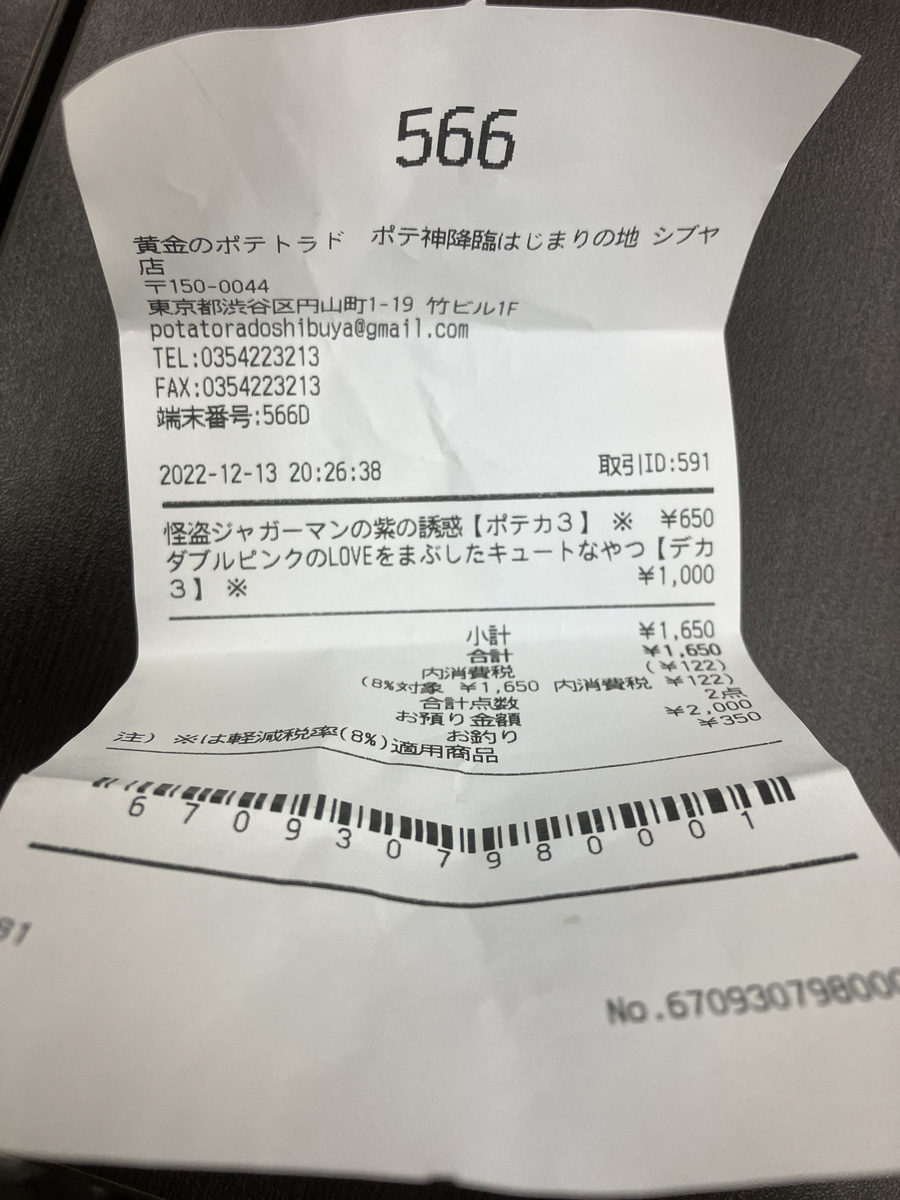 566
黄金のポテトラド ポテ神降臨はじまりの地 シブヤ
店
〒150-0044
東京都渋谷区円山町1-19 竹ビル1F
potatoradoshibuya@gmail.com
TEL:0354223213
FAX:0354223213
端末番号:566D
2022-12-13 20:26:38 取引ID:591
怪盗ジャガーマンの紫の誘惑【ポテカ3】 ※ ¥650
ダブルピンクのLOVEをまぶしたキュートなやつ【デカ
3】 ※ ¥1,000
小計 ¥1,650
合計 ¥1,650
内消費税 (¥122)
(8%対象 ¥1,650 内消費税 ¥122)
合計点数 2点
お預り金額 ¥2,000
お釣り ¥350
注) ※は軽減税率(8%)適用商品
6709307980001
No.670930798000